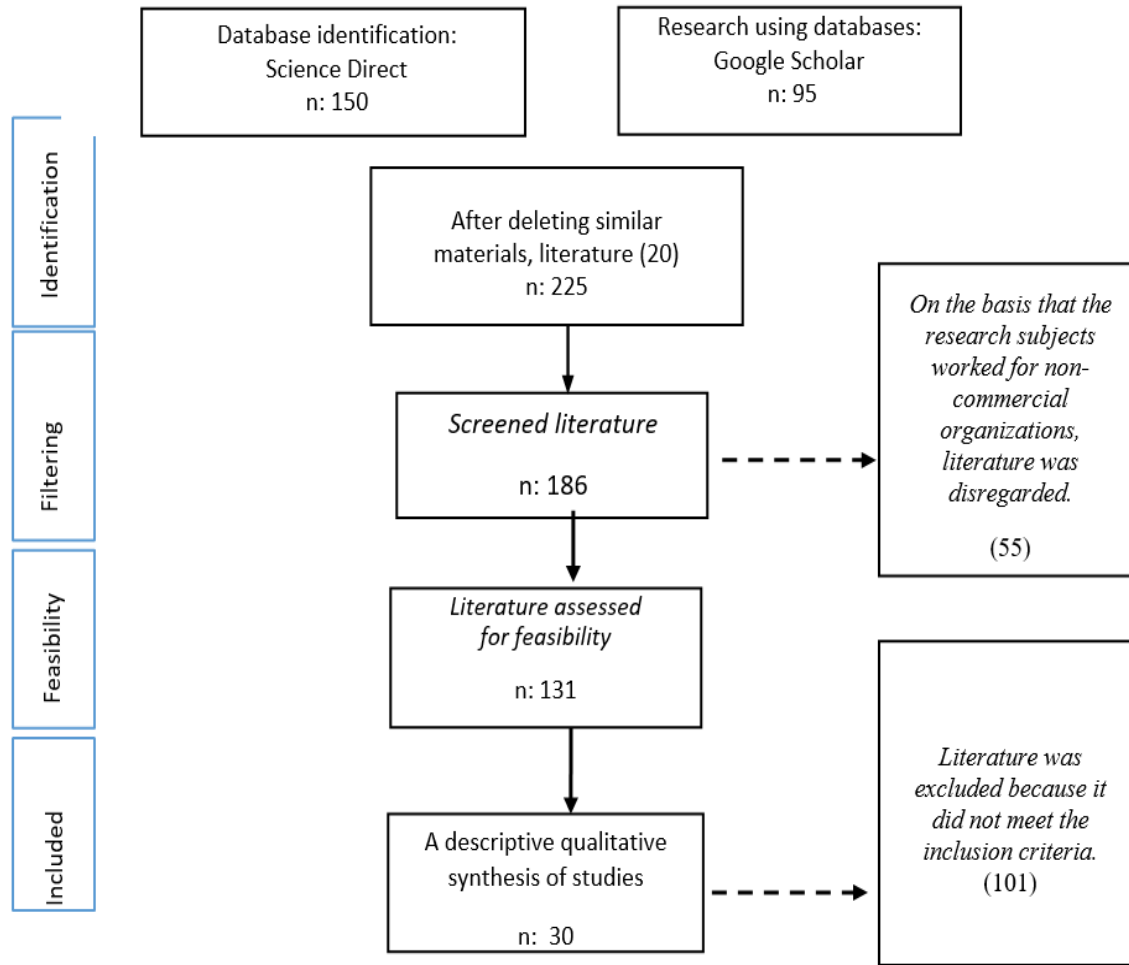 Database identification:
Science Direct
n: 150
Research using databases:
Google Scholar
n: 95
Identification
After deleting similar
materials, literature (20)
n: 225
Filtering
Screened literature
n: 186
On the basis that the
research subjects
worked for non-
commercial
organizations,
literature was
disregarded.
(55)
Feasibility
Literature assessed
for feasibility
n: 131
Included
A descriptive qualitative
synthesis of studies
n: 30
Literature was
excluded because it
did not meet the
inclusion criteria.
(101)